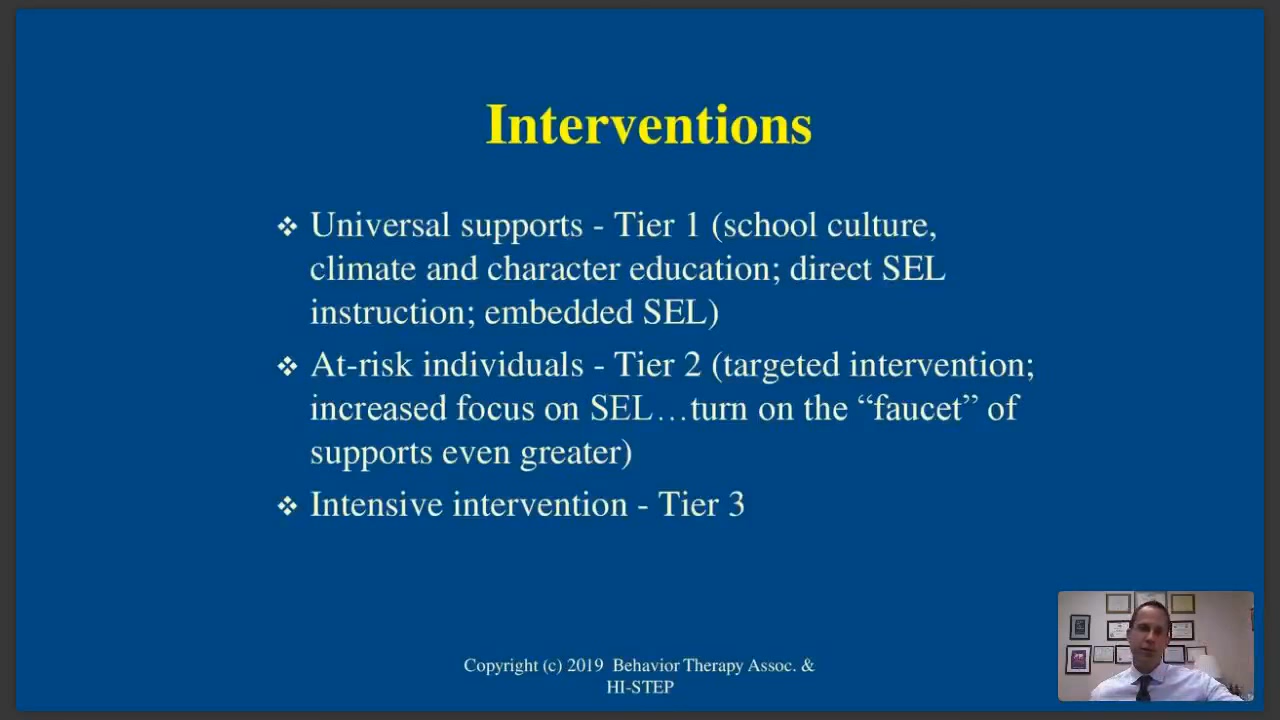 Interventions
❖ Universal supports - Tier 1 (school culture,
climate and character education; direct SEL
instruction; embedded SEL)
❖ At-risk individuals - Tier 2 (targeted intervention;
increased focus on SEL…turn on the “faucet” of
supports even greater)
❖ Intensive intervention - Tier 3
Copyright (c) 2019 Behavior Therapy Assoc. &
HI-STEP